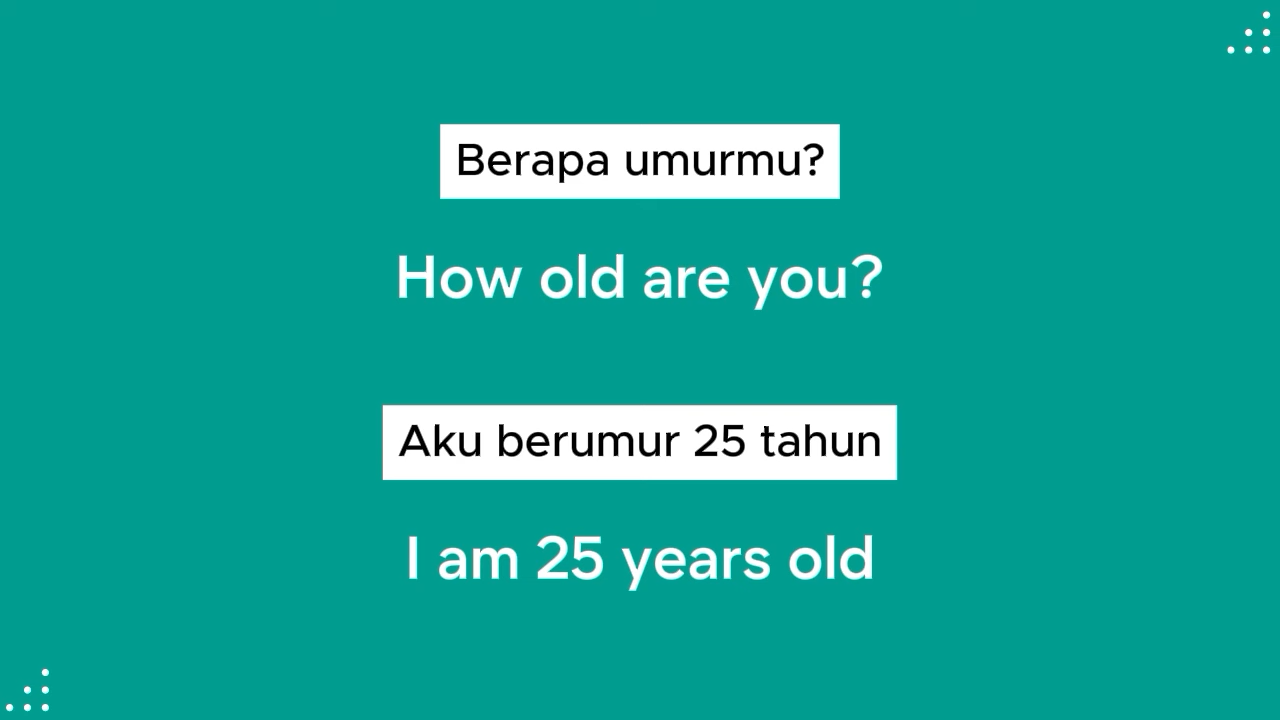 Berapa umurmu?
How old are you?
Aku berumur 25 tahun
I am 25 years old